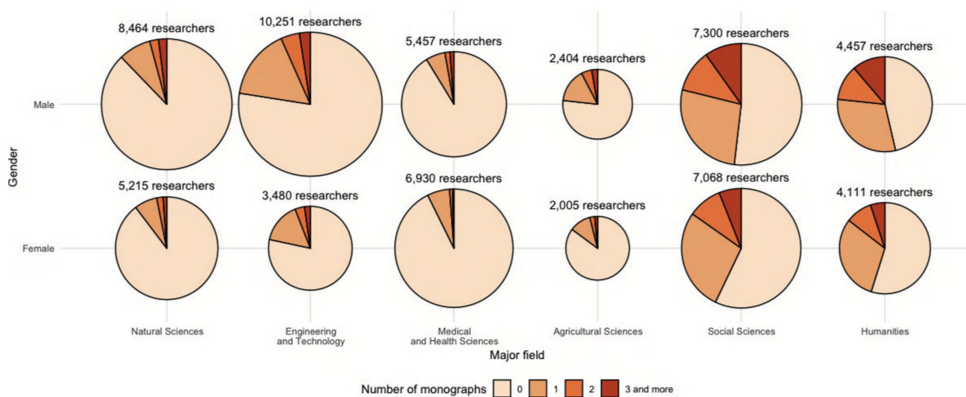 8,464 researchers
10,251 researchers
5,457 researchers
2,404 researchers
7,300 researchers
4,457 researchers
Male
Gender
5,215 researchers
3,480 researchers
6,930 researchers
2,005 researchers
7,068 researchers
4,111 researchers
Female
Natural Sciences
Engineering
and Technology
Medical
and Health Sciences
Agricultural Sciences
Social Sciences
Humanities
Major field
Number of monographs 0 1 2 3 and more